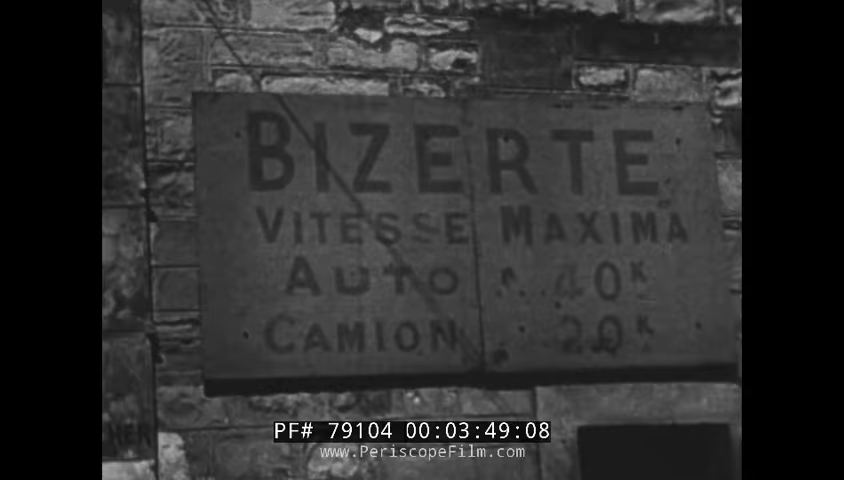 BIZERTE
VITESSE MAXIMA
AUTO 40K
CAMION 20K
PF# 79104 00:03:49:08
www.PeriscopeFilm.com